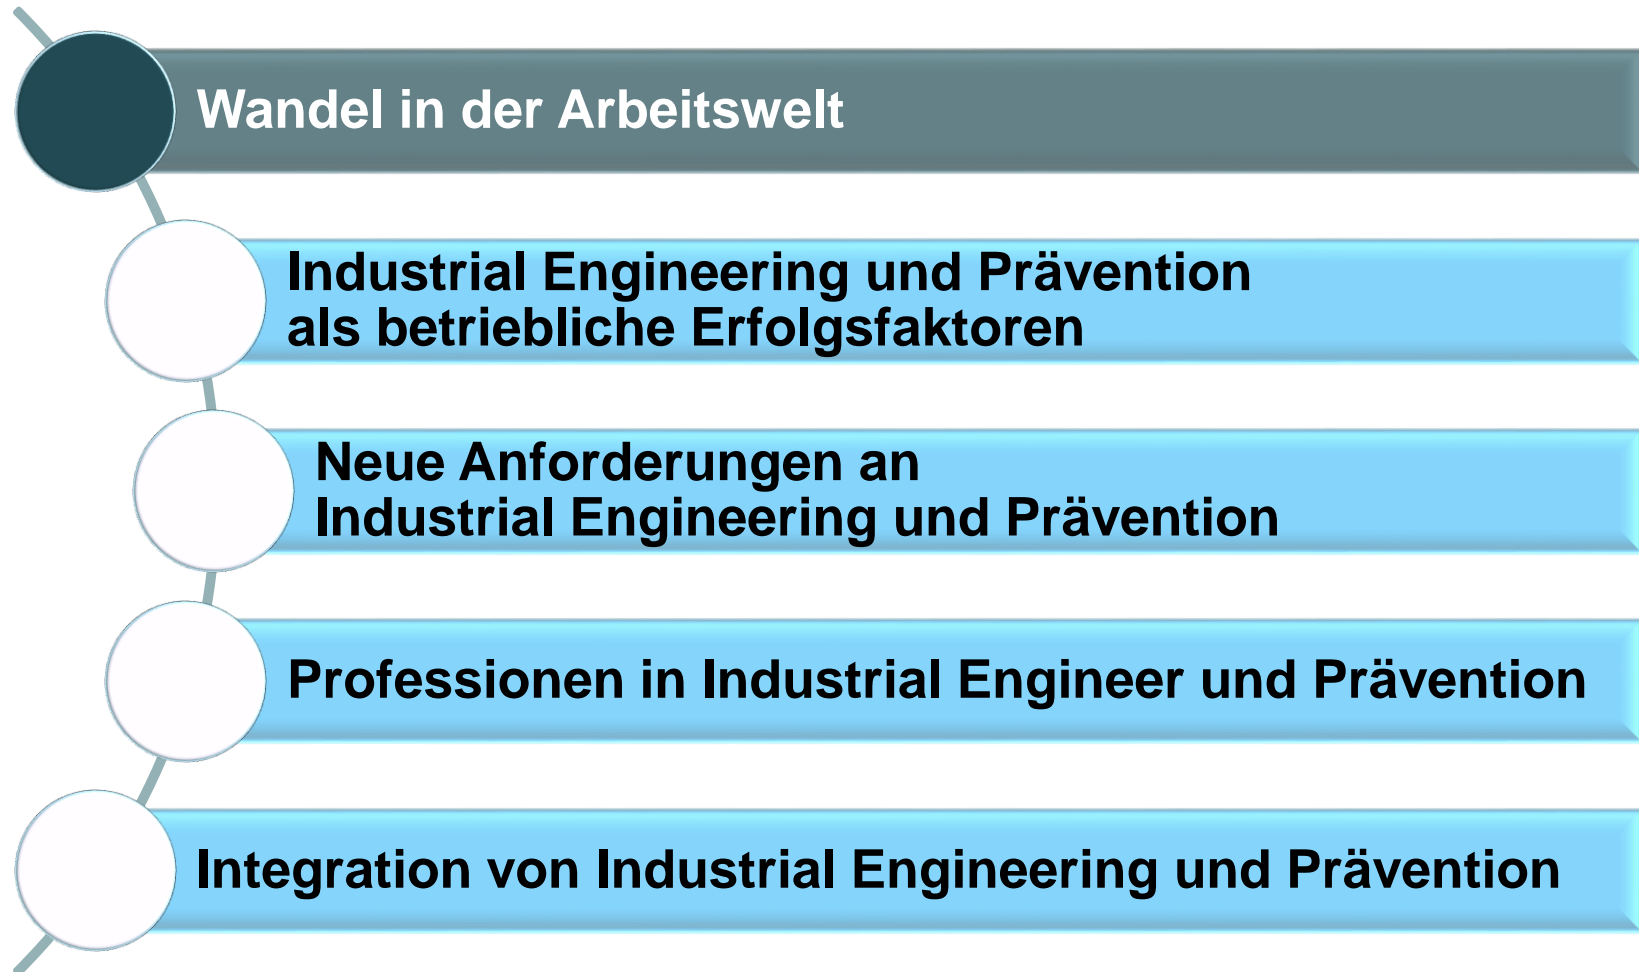 Wandel in der Arbeitswelt
Industrial Engineering und Prävention
als betriebliche Erfolgsfaktoren
Neue Anforderungen an
Industrial Engineering und Prävention
Professionen in Industrial Engineer und Prävention
Integration von Industrial Engineering und Prävention